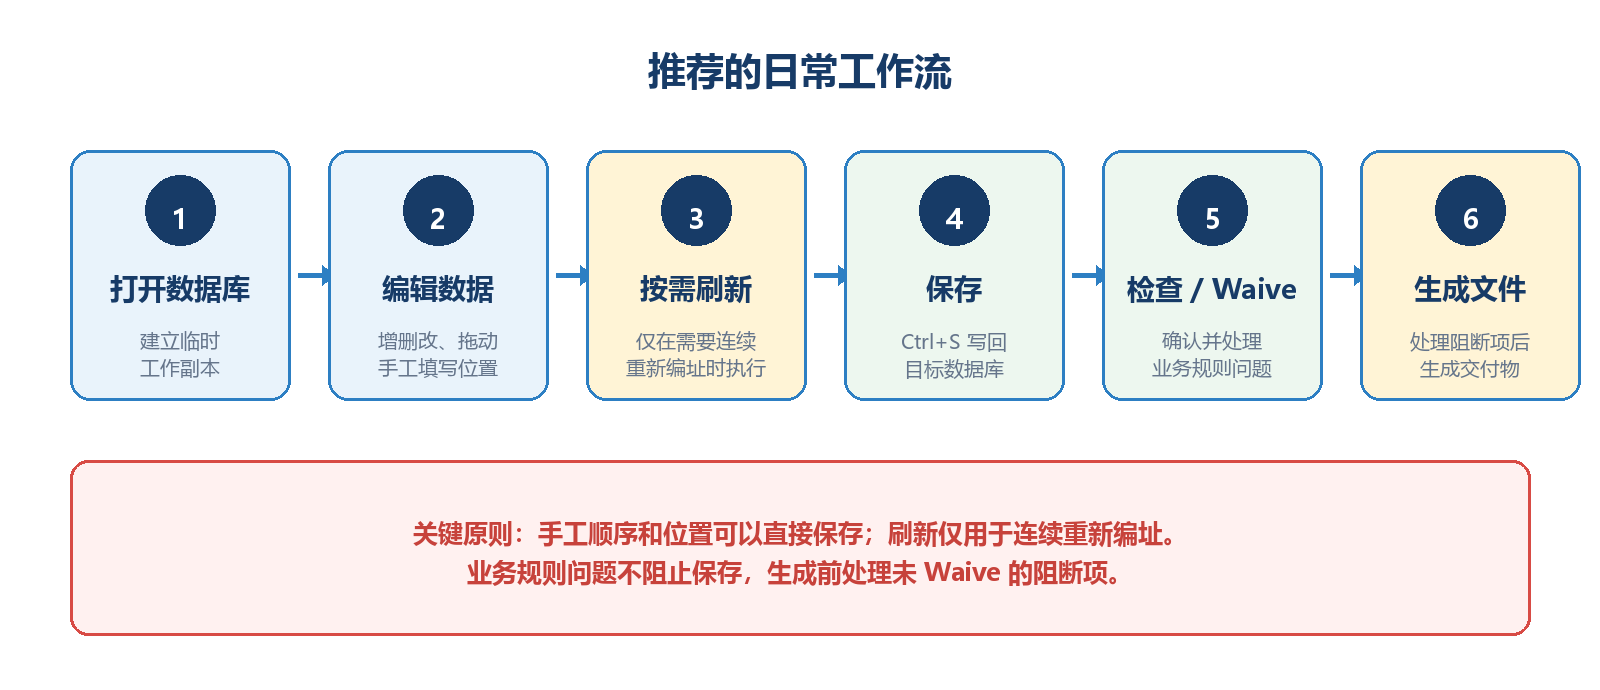 推荐的日常工作流
1
打开数据库
建立临时
工作副本
2
编辑数据
增删改、拖动
手工填写位置
3
按需刷新
仅在需要连续
重新编址时执行
4
保存
Ctrl+S 写回
目标数据库
5
检查 / Waive
确认并处理
业务规则问题
6
生成文件
处理阻断项后
生成交付物
关键原则：手工顺序和位置可以直接保存；刷新仅用于连续重新编址。
业务规则问题不阻止保存，生成前处理未 Waive 的阻断项。